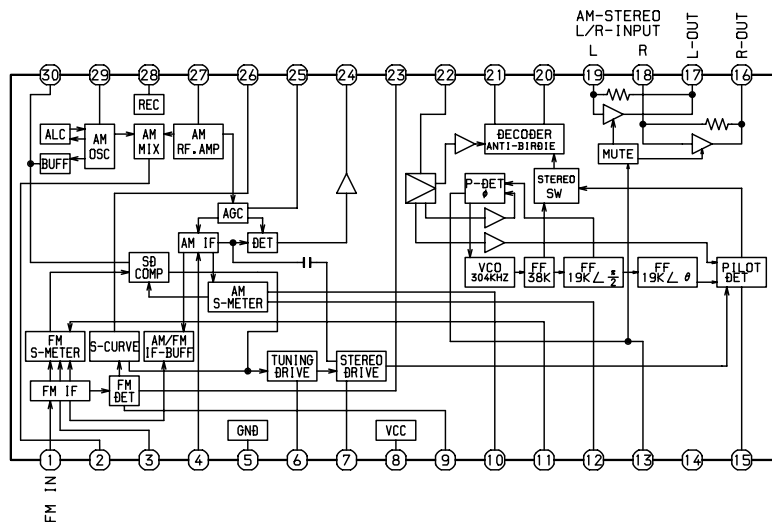 AM-STEREO
L/R-INPUT
L R
L-OUT
R-OUT
30 29 28 27 26 25 24 23 22 21 20 19 18 17 16
REC
ALC
AM
OSC
AM
MIX
AM
RF.AMP
BUFF
DECODER
ANTI-BIRDIE
MUTE
P-DET
φ
STEREO
SW
AGC
AM IF
DET
SD
COMP
AM
S-METER
VCO
304KHZ
FF
38K
FF
19K∠ π/2
FF
19K∠ θ
PILOT
DET
FM
S-METER
S-CURVE
AM/FM
IF-BUFF
TUNING
DRIVE
STEREO
DRIVE
FM IF
FM
DET
GND
VCC
1 2 3 4 5 6 7 8 9 10 11 12 13 14 15
FM IN